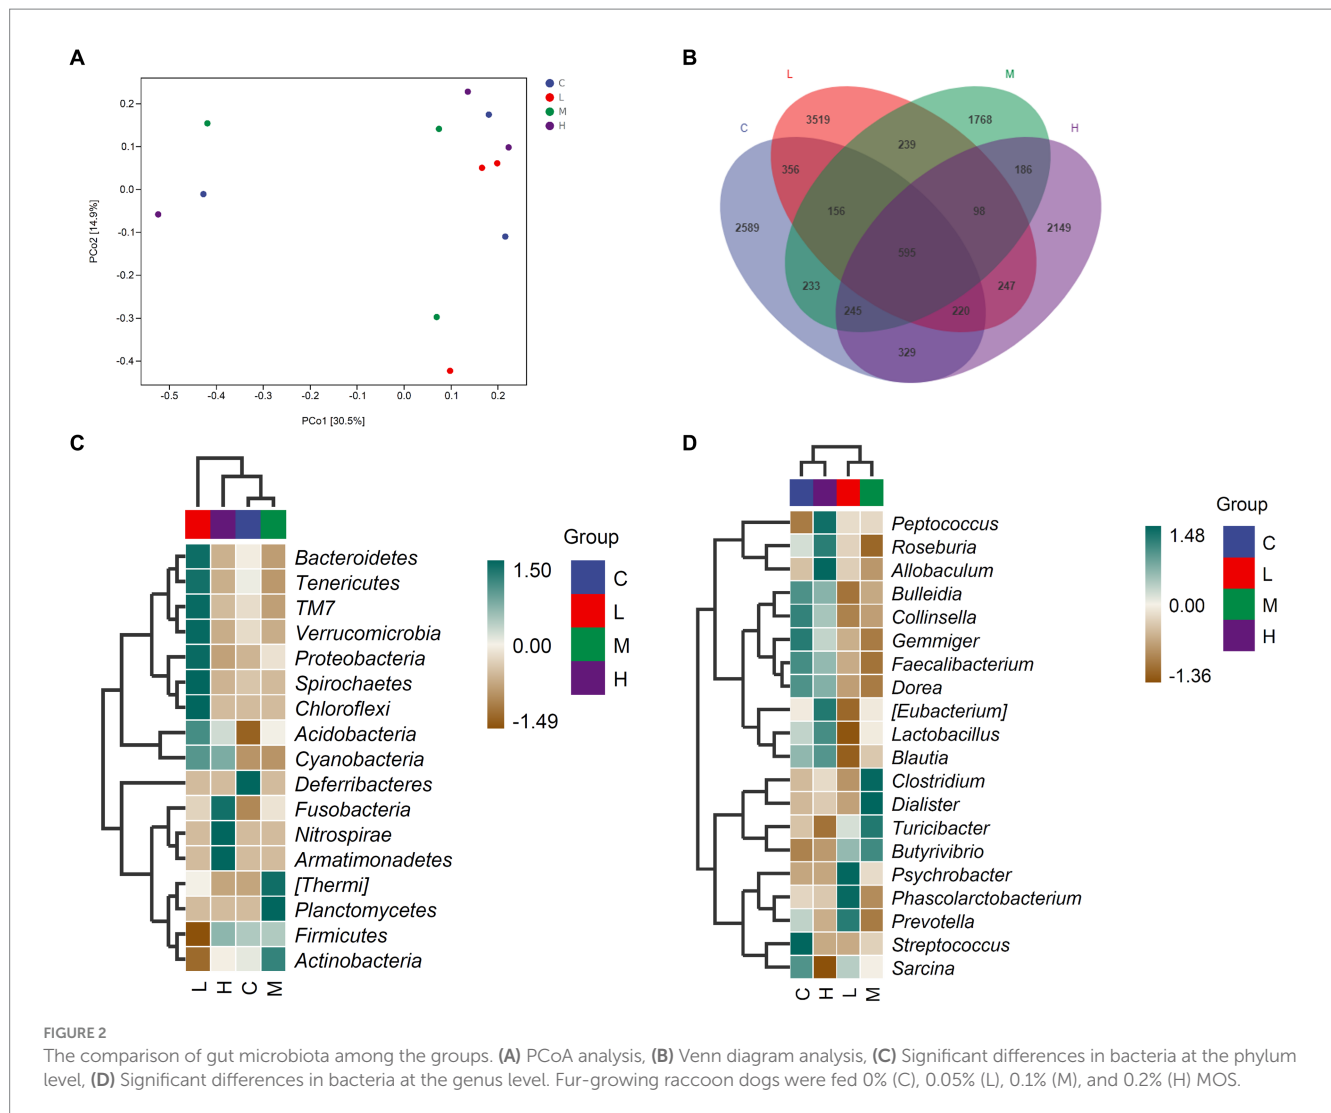 A
0.2
0.1
0.0
-0.1
-0.2
-0.3
-0.4
PCo2 [14.9%]
-0.5
-0.4
-0.3
-0.2
-0.1
0.0
0.1
0.2
PCo1 [30.5%]
C
L
M
H
B
L
M
C
H
3519
1768
239
356
186
156
98
2589
2149
595
233
247
245
220
329
C
Bacteroidetes
Tenericutes
TM7
Verrucomicrobia
Proteobacteria
Spirochaetes
Chloroflexi
Acidobacteria
Cyanobacteria
Deferribacteres
Fusobacteria
Nitrospirae
Armatimonadetes
[Thermi]
Planctomycetes
Firmicutes
Actinobacteria
L H C M
1.50
0.00
-1.49
Group
C
L
M
H
D
Peptococcus
Roseburia
Allobaculum
Bulleidia
Collinsella
Gemmiger
Faecalibacterium
Dorea
[Eubacterium]
Lactobacillus
Blautia
Clostridium
Dialister
Turicibacter
Butyrivibrio
Psychrobacter
Phascolarctobacterium
Prevotella
Streptococcus
Sarcina
C H L M
1.48
0.00
-1.36
Group
C
L
M
H
FIGURE 2
The comparison of gut microbiota among the groups. (A) PCoA analysis, (B) Venn diagram analysis, (C) Significant differences in bacteria at the phylum
level, (D) Significant differences in bacteria at the genus level. Fur-growing raccoon dogs were fed 0% (C), 0.05% (L), 0.1% (M), and 0.2% (H) MOS.